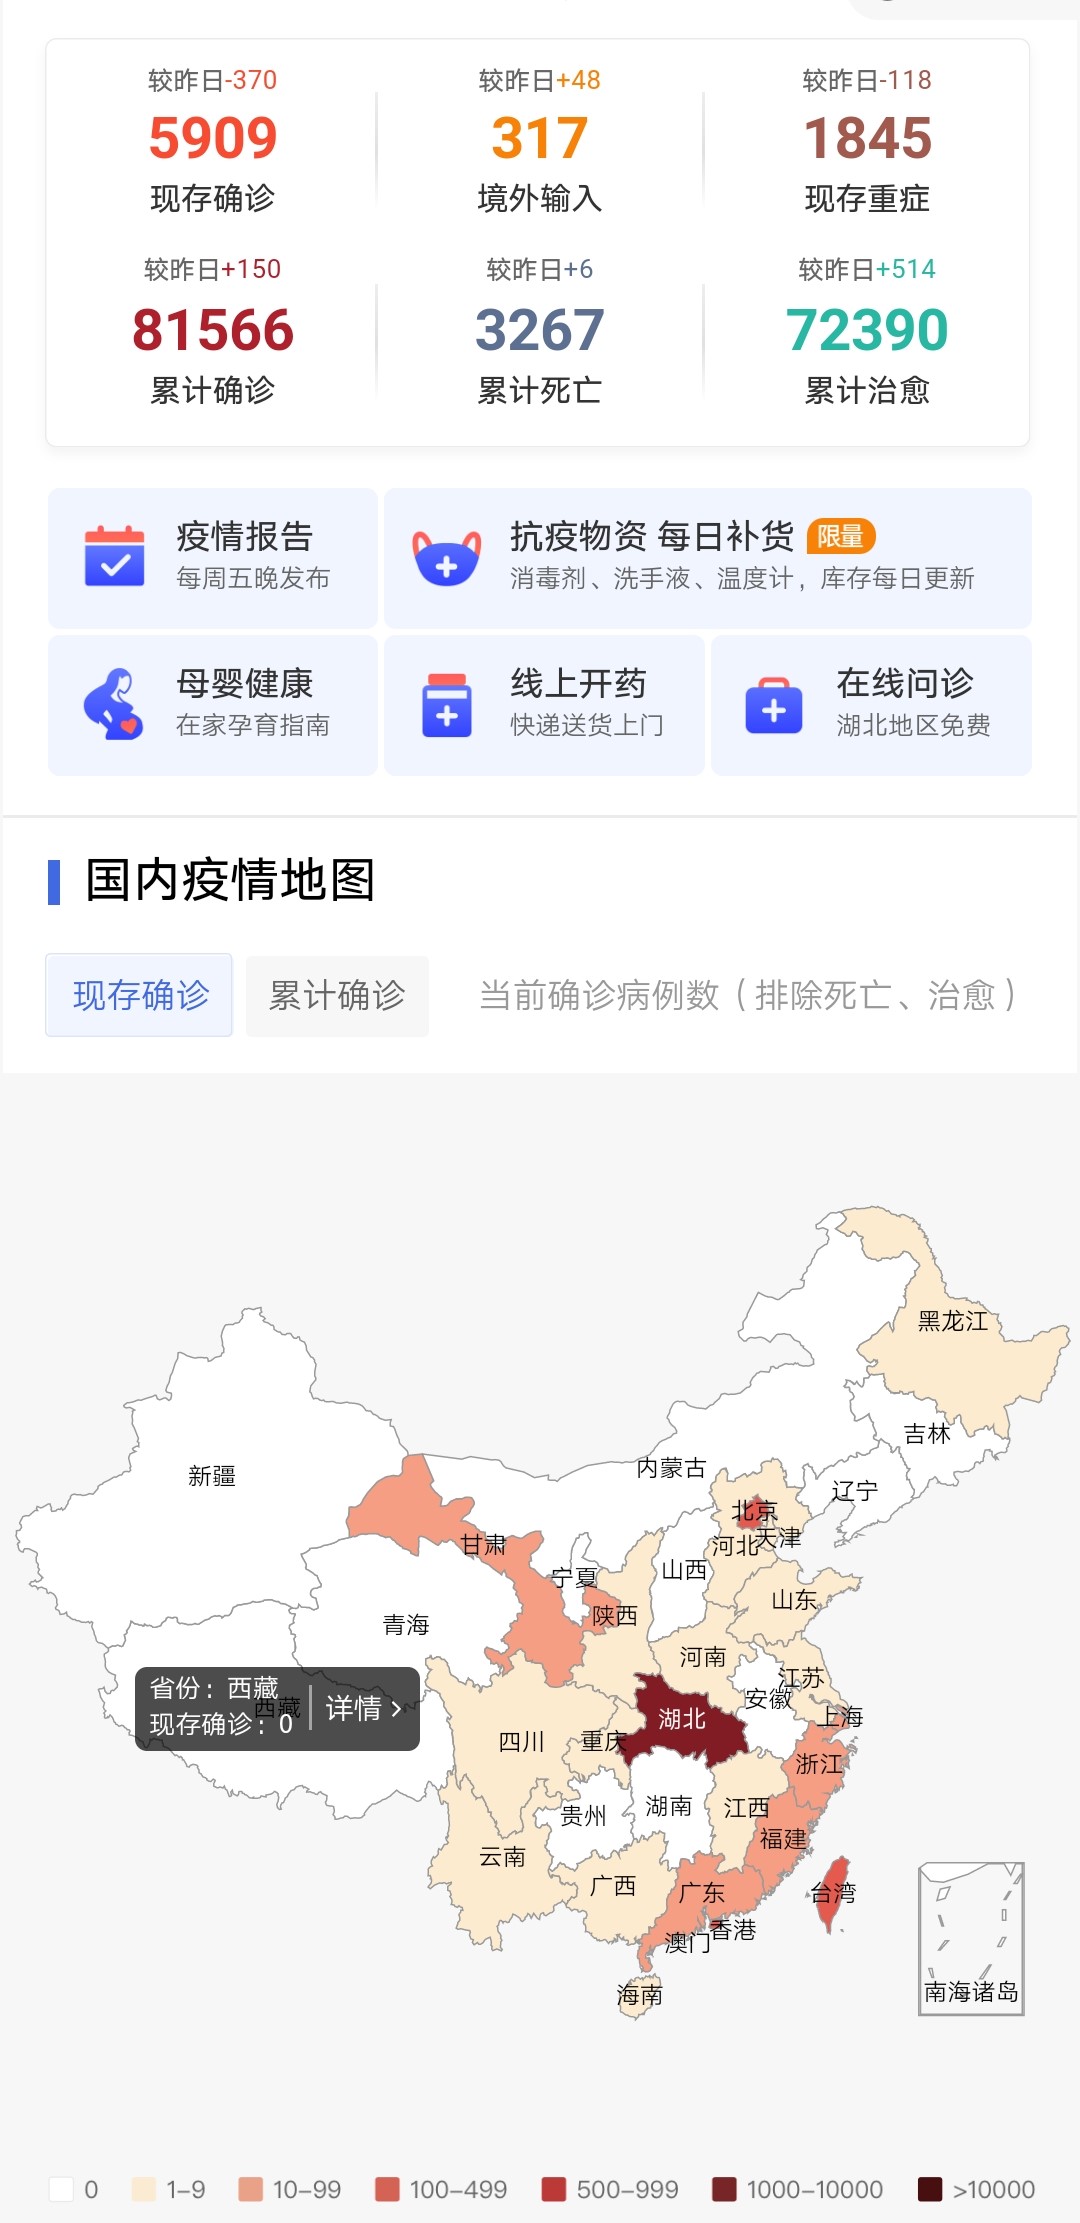 较昨日-370
较昨日+48
较昨日-118
5909
317
1845
现存确诊
境外输入
现存重症
较昨日+150
较昨日+6
较昨日+514
81566
3267
72390
累计确诊
累计死亡
累计治愈
疫情报告
每周五晚发布
抗疫物资 每日补货 限量
消毒剂、洗手液、温度计，库存每日更新
母婴健康
在家孕育指南
线上开药
快递送货上门
在线问诊
湖北地区免费
国内疫情地图
现存确诊
累计确诊
当前确诊病例数（排除死亡、治愈）
黑龙江
吉林
新疆
内蒙古
辽宁
北京
天津
河北
甘肃
宁夏
山西
山东
陕西
青海
河南
江苏
安徽
省份：西藏
现存确诊：0
详情
西藏
湖北
上海
四川
重庆
浙江
贵州
湖南
江西
福建
云南
广西
广东
台湾
香港
澳门
海南
南海诸岛
0
1-9
10-99
100-499
500-999
1000-10000
>10000